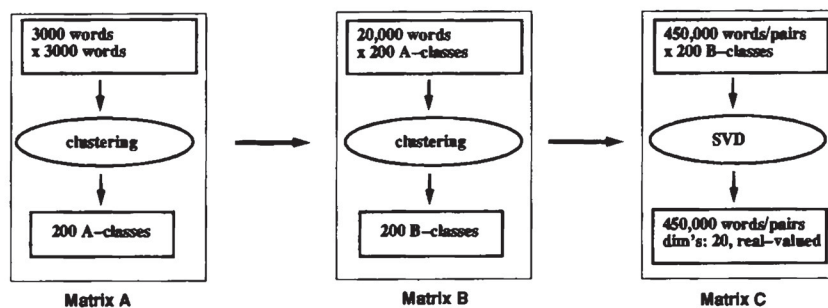 3000 words
x 3000 words
clustering
200 A-classes
Matrix A
20,000 words
x 200 A-classes
clustering
200 B-classes
Matrix B
450,000 words/pairs
x 200 B-classes
SVD
450,000 words/pairs
dim's: 20, real-valued
Matrix C